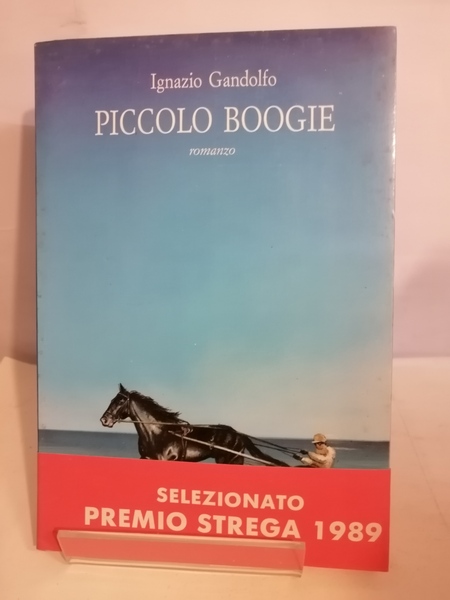 Ignazio Gandolfo
PICCOLO BOOGIE
romanzo
SELEZIONATO
PREMIO STREGA 1989